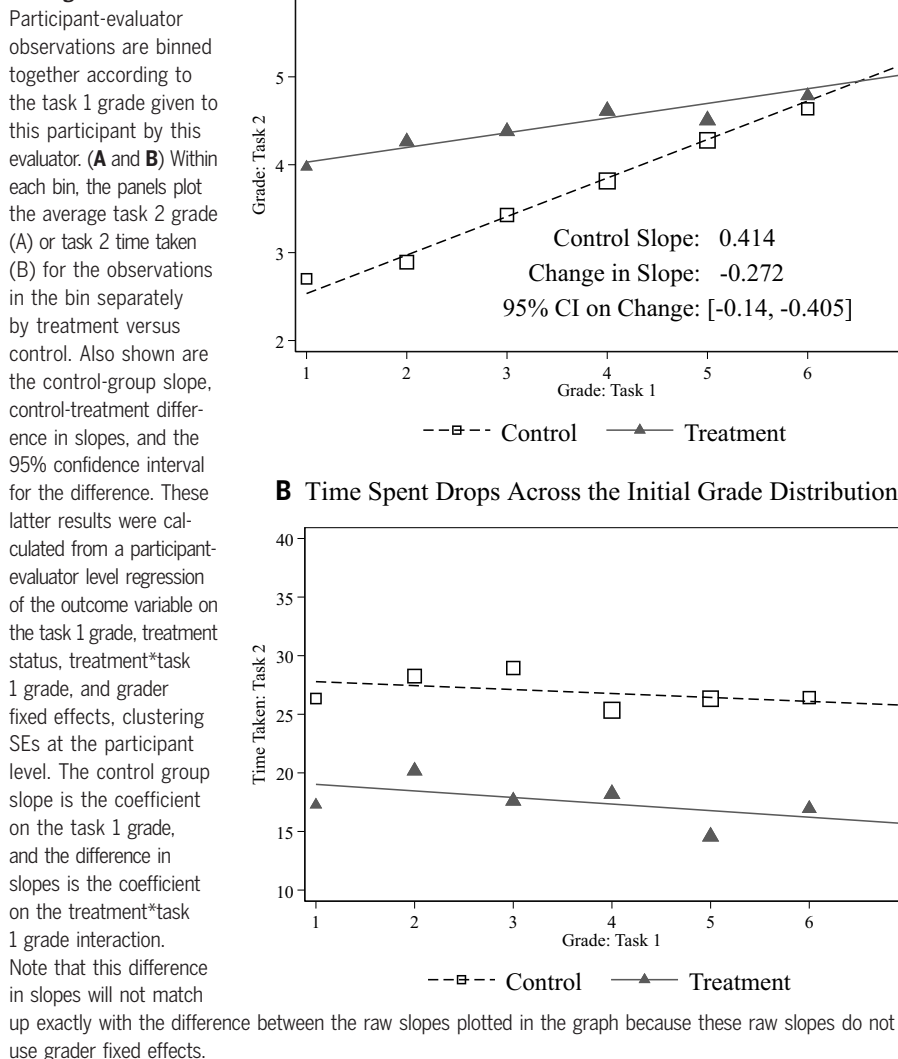 Participant-evaluator
observations are binned
together according to
the task 1 grade given to
this participant by this
evaluator. (A and B) Within
each bin, the panels plot
the average task 2 grade
(A) or task 2 time taken
(B) for the observations
in the bin separately
by treatment versus
control. Also shown are
the control-group slope,
control-treatment differ-
ence in slopes, and the
95% confidence interval
for the difference. These
latter results were cal-
culated from a participant-
evaluator level regression
of the outcome variable on
the task 1 grade, treatment
status, treatment*task
1 grade, and grader
fixed effects, clustering
SEs at the participant
level. The control group
slope is the coefficient
on the task 1 grade,
and the difference in
slopes is the coefficient
on the treatment*task
1 grade interaction.
Note that this difference
in slopes will not match
up exactly with the difference between the raw slopes plotted in the graph because these raw slopes do not
use grader fixed effects.
Grade: Task 2
5
4
3
2
Control Slope: 0.414
Change in Slope: -0.272
95% CI on Change: [-0.14, -0.405]
1 2 3 4 5 6
Grade: Task 1
Control Treatment
B Time Spent Drops Across the Initial Grade Distribution
Time Taken: Task 2
40
35
30
25
20
15
10
1 2 3 4 5 6
Grade: Task 1
Control Treatment